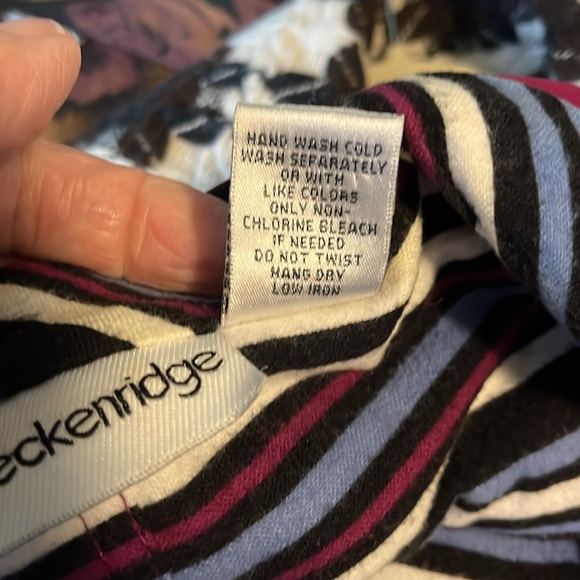 HAND WASH COLD
WASH SEPARATELY
OR WITH
LIKE COLORS
ONLY NON-
CHLORINE BLEACH
IF NEEDED
DO NOT TWIST
HANG DRY
LOW IRON
eckenridge